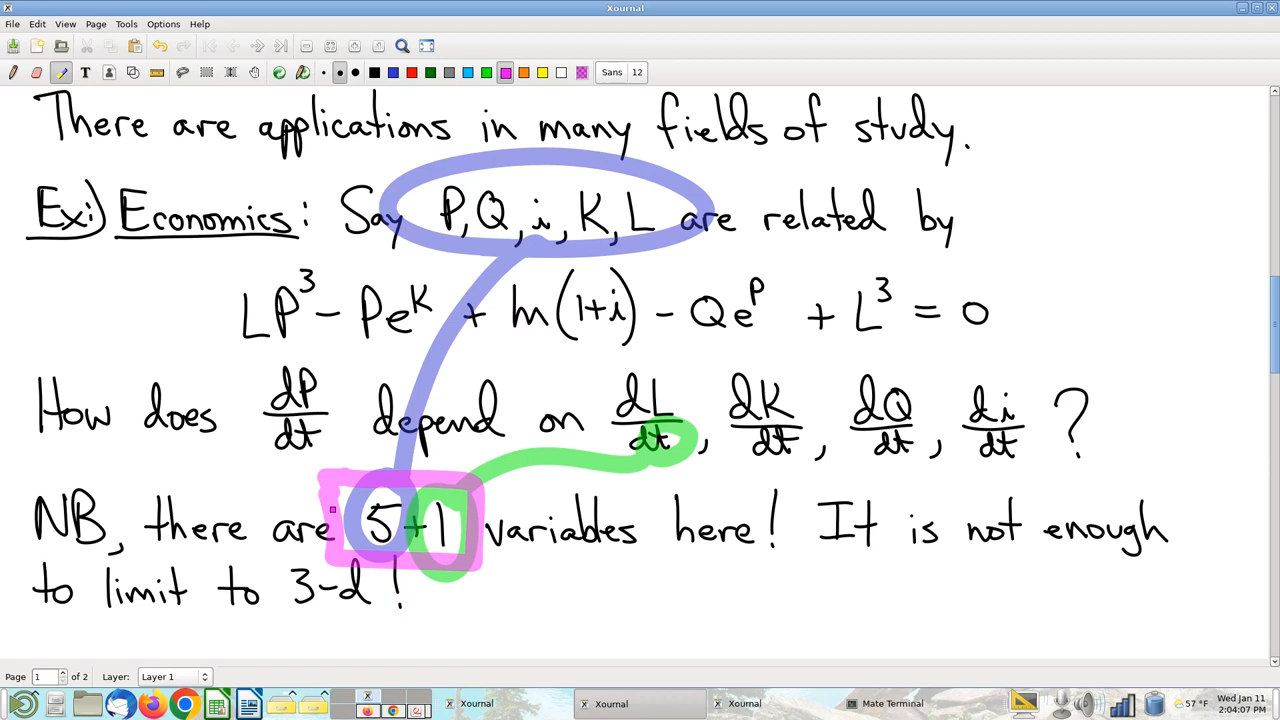 Xournal
File Edit View Page Tools Options Help
Sans 12
There are applications in many fields of study.
Ex:) Economics: Say P, Q, i, K, L are related by
LP³ - Pe^K + ln(1+i) - Qe^P + L³ = 0
How does dP/dt depend on dL/dt, dK/dt, dQ/dt, di/dt ?
NB, there are 5+1 variables here! It is not enough
to limit to 3-d!
Page 1 of 2 Layer: Layer 1
Xournal Xournal Xournal Mate Terminal 57 °F Wed Jan 11
2:04:07 PM